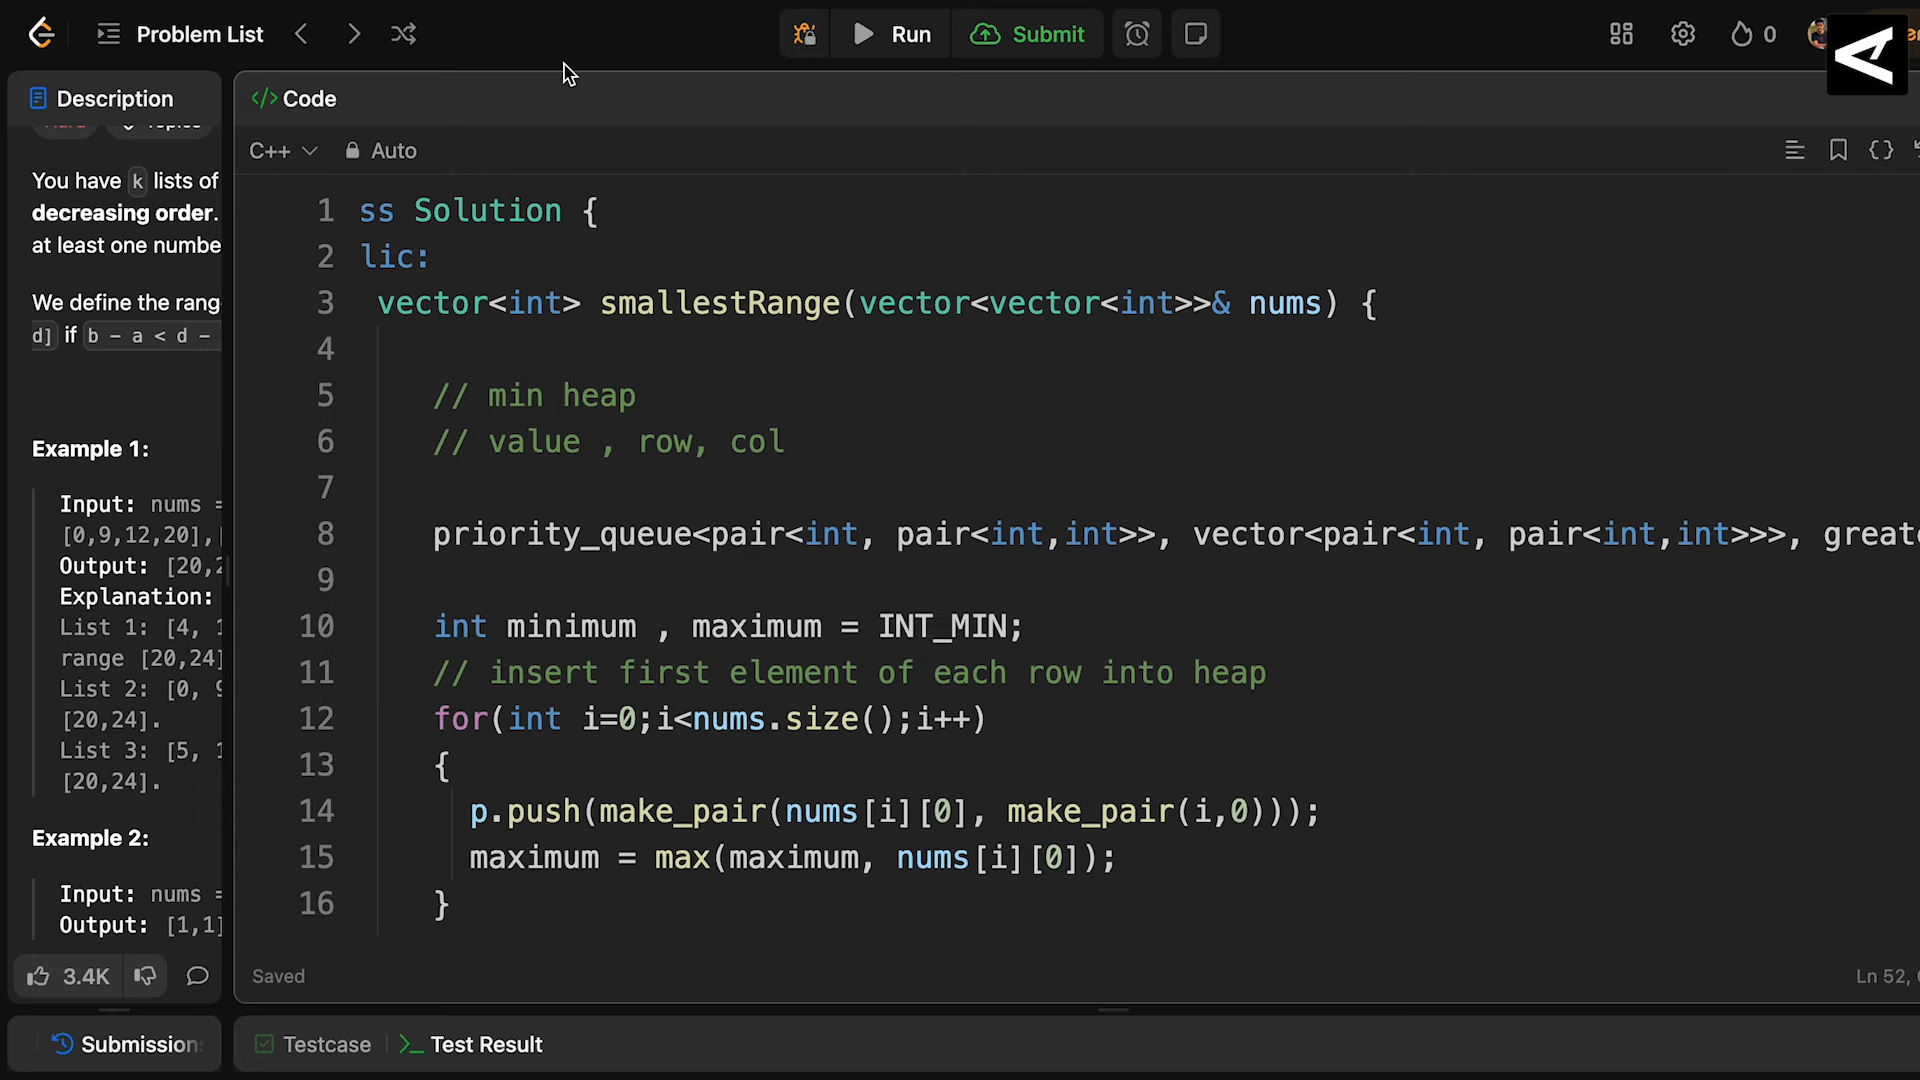 Problem List
Run
Submit
0
Description
Code
C++
Auto
You have k lists of
decreasing order.
at least one numbe
We define the rang
d] if b - a < d -
Example 1:
Input: nums =
[0,9,12,20],[
Output: [20,2
Explanation:
List 1: [4, 1
range [20,24]
List 2: [0, 9
[20,24].
List 3: [5, 1
[20,24].
Example 2:
Input: nums =
Output: [1,1]
3.4K
Submission
1 ss Solution {
2 lic:
3 vector<int> smallestRange(vector<vector<int>>& nums) {
4
5 // min heap
6 // value , row, col
7
8 priority_queue<pair<int, pair<int,int>>, vector<pair<int, pair<int,int>>>, greate
9
10 int minimum , maximum = INT_MIN;
11 // insert first element of each row into heap
12 for(int i=0;i<nums.size();i++)
13 {
14 p.push(make_pair(nums[i][0], make_pair(i,0)));
15 maximum = max(maximum, nums[i][0]);
16 }
Saved
Ln 52,
Testcase
Test Result